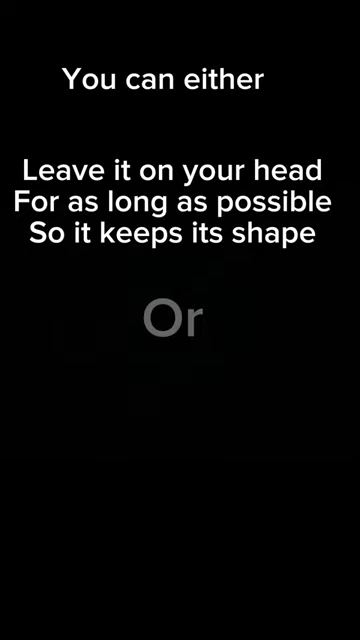 You can either
Leave it on your head
For as long as possible
So it keeps its shape
Or